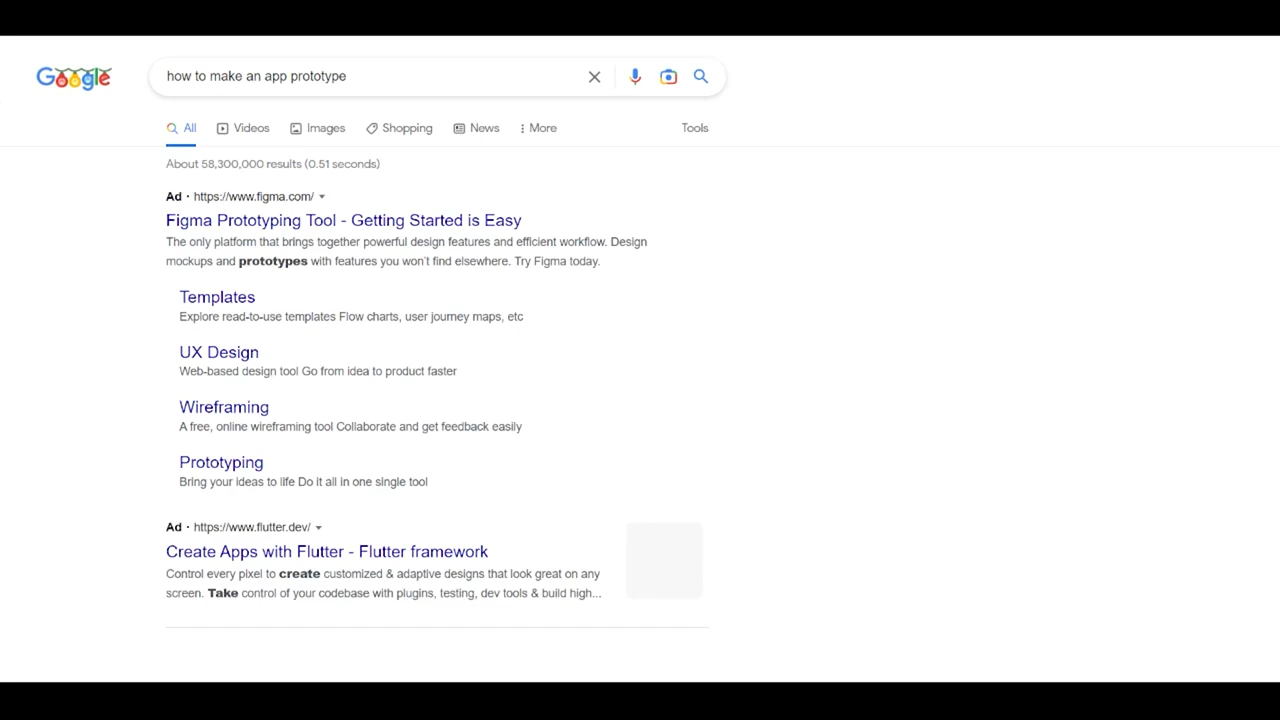 Google
how to make an app prototype
All Videos Images Shopping News More Tools
About 58,300,000 results (0.51 seconds)
Ad · https://www.figma.com/
Figma Prototyping Tool - Getting Started is Easy
The only platform that brings together powerful design features and efficient workflow. Design
mockups and prototypes with features you won't find elsewhere. Try Figma today.
Templates
Explore read-to-use templates Flow charts, user journey maps, etc
UX Design
Web-based design tool Go from idea to product faster
Wireframing
A free, online wireframing tool Collaborate and get feedback easily
Prototyping
Bring your ideas to life Do it all in one single tool
Ad · https://www.flutter.dev/
Create Apps with Flutter - Flutter framework
Control every pixel to create customized & adaptive designs that look great on any
screen. Take control of your codebase with plugins, testing, dev tools & build high...